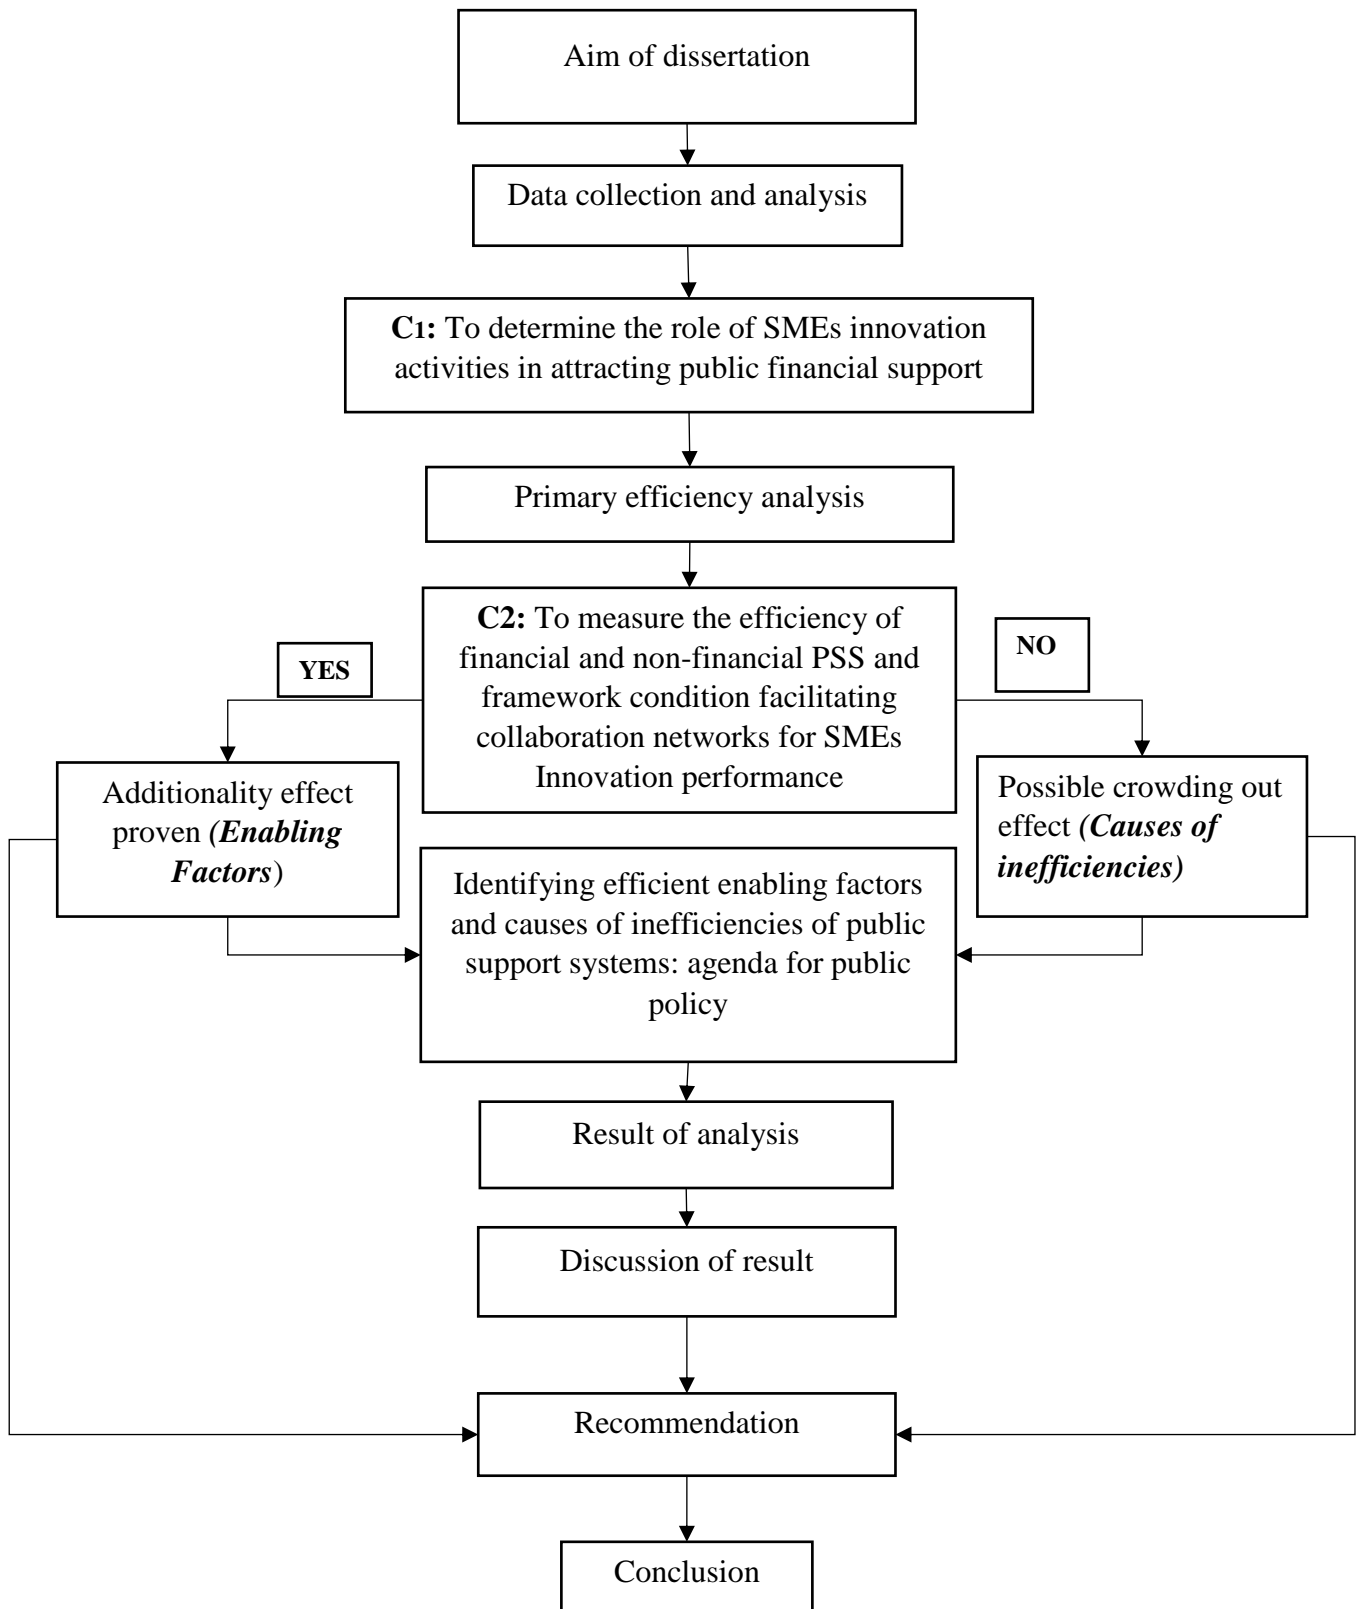 Aim of dissertation
Data collection and analysis
C1: To determine the role of SMEs innovation
activities in attracting public financial support
Primary efficiency analysis
C2: To measure the efficiency of
financial and non-financial PSS and
framework condition facilitating
collaboration networks for SMEs
Innovation performance
YES
NO
Additionality effect
proven (Enabling
Factors)
Possible crowding out
effect (Causes of
inefficiencies)
Identifying efficient enabling factors
and causes of inefficiencies of public
support systems: agenda for public
policy
Result of analysis
Discussion of result
Recommendation
Conclusion